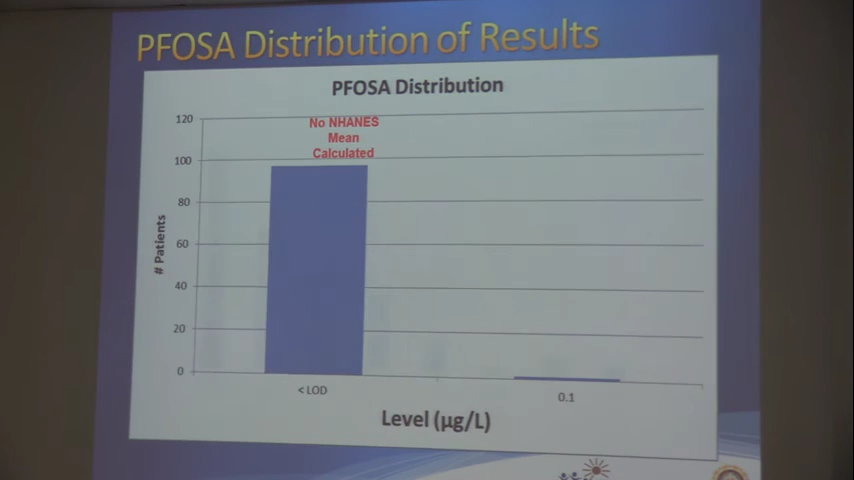 PFOSA Distribution of Results
PFOSA Distribution
No NHANES
Mean
Calculated
# Patients
120
100
80
60
40
20
0
< LOD
0.1
Level (µg/L)